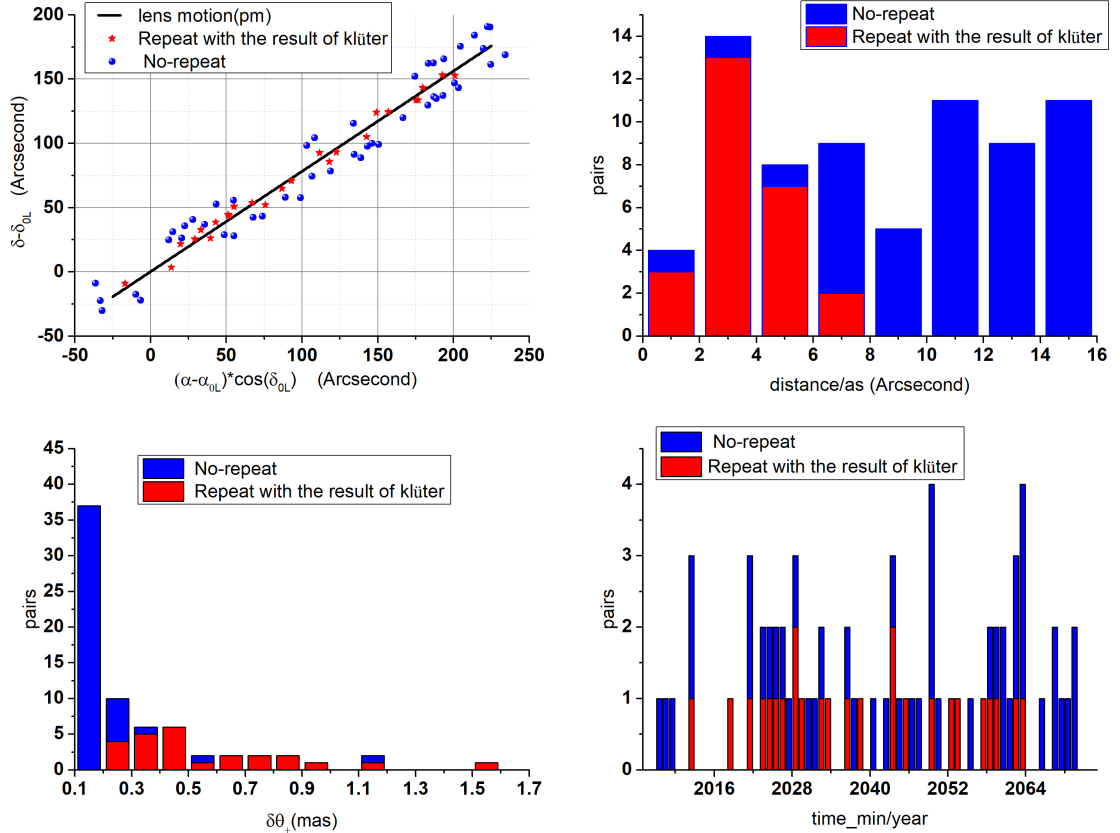 lens motion(pm)
Repeat with the result of klüter
No-repeat
200
150
100
50
0
-50
δ-δ0L (Arcsecond)
-50 0 50 100 150 200 250
(α-α0L)*cos(δ0L) (Arcsecond)
No-repeat
Repeat with the result of klüter
14
12
10
8
6
4
2
0
pairs
0 2 4 6 8 10 12 14 16
distance/as (Arcsecond)
No-repeat
Repeat with the result of klüter
45
40
35
30
25
20
15
10
5
0
pairs
0.1 0.3 0.5 0.7 0.9 1.1 1.3 1.5 1.7
δθ+(mas)
No-repeat
Repeat with the result of klüter
4
3
2
1
0
pairs
2016 2028 2040 2052 2064
time_min/year